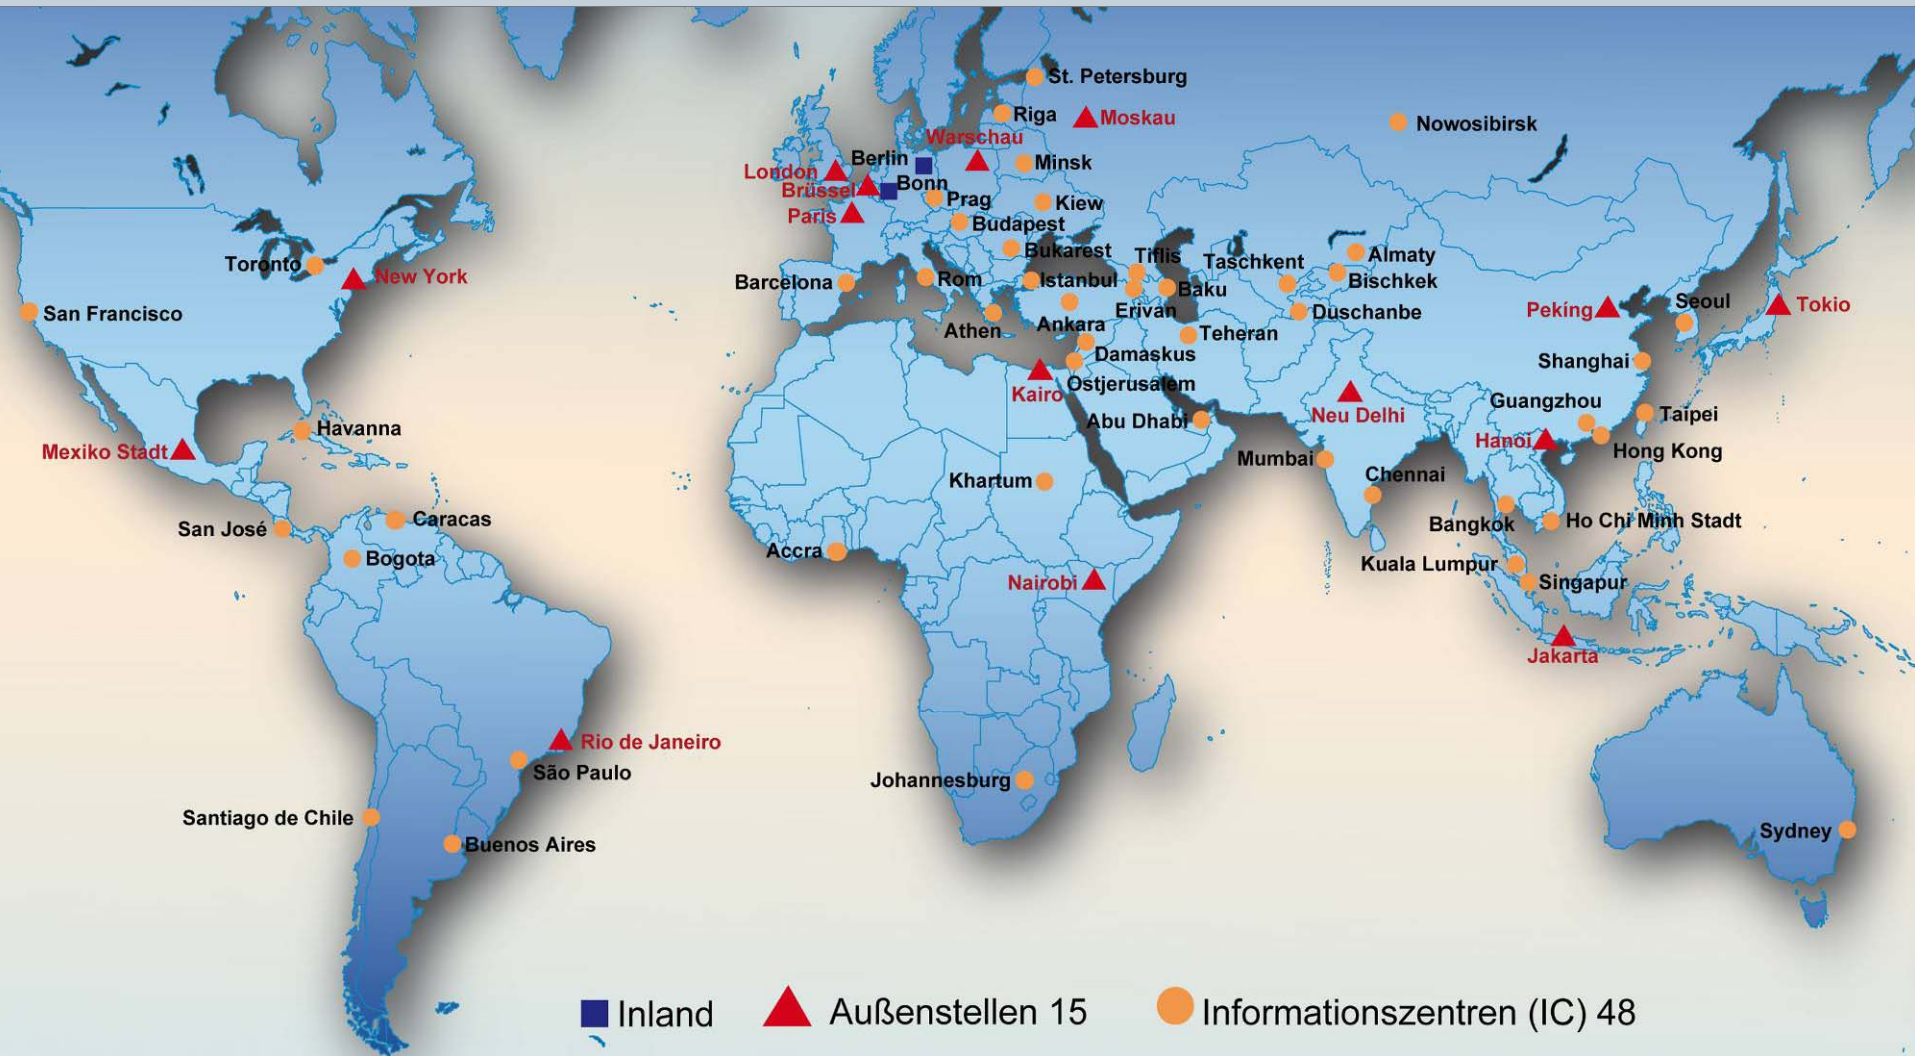 St. Petersburg
Riga
Moskau
Nowosibirsk
Warschau
Berlin
Minsk
London
Bonn
Brüssel
Prag
Kiew
Paris
Budapest
Bukarest
Tiflis
Taschkent
Almaty
Toronto
New York
Barcelona
Rom
Istanbul
Baku
Bischkek
San Francisco
Athen
Ankara
Erivan
Duschanbe
Pekíng
Seoul
Tokio
Teheran
Damaskus
Shanghai
Ostjerusalem
Kairo
Neu Delhi
Guangzhou
Taipei
Abu Dhabi
Havanna
Hanoi
Hong Kong
Mexiko Stadt
Mumbai
Chennai
Khartum
San José
Caracas
Bangkok
Ho Chi Minh Stadt
Accra
Bogota
Kuala Lumpur
Nairobi
Singapur
Jakarta
Rio de Janeiro
São Paulo
Johannesburg
Santiago de Chile
Sydney
Buenos Aires
Inland
Außenstellen 15
Informationszentren (IC) 48